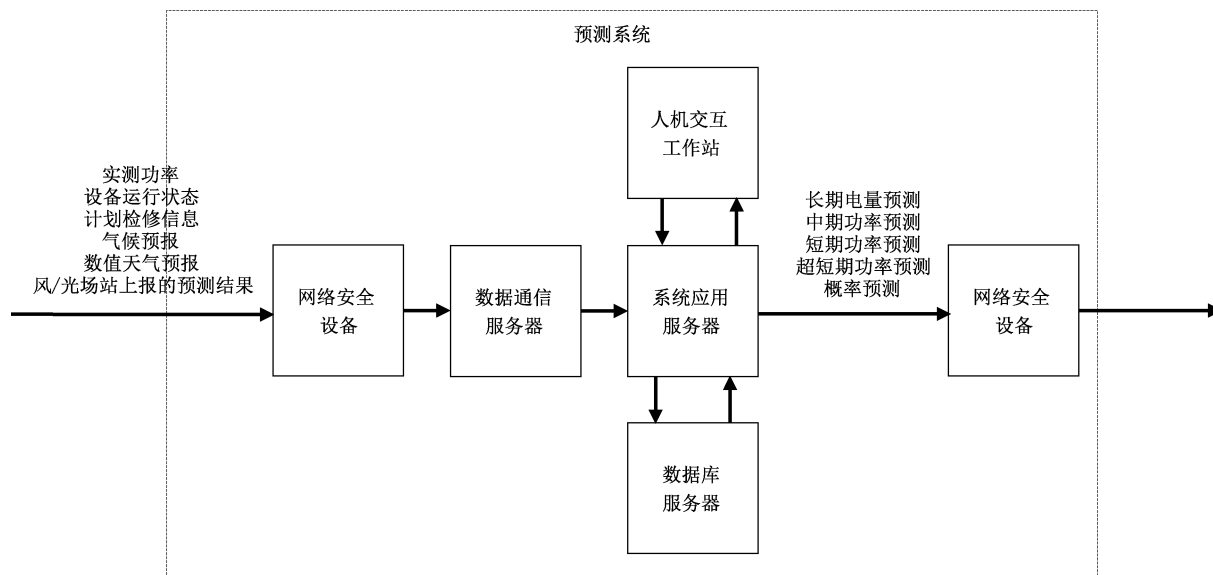 预测系统
人机交互
工作站
实测功率
设备运行状态
计划检修信息
气候预报
数值天气预报
风/光场站上报的预测结果
网络安全
设备
数据通信
服务器
系统应用
服务器
长期电量预测
中期功率预测
短期功率预测
超短期功率预测
概率预测
网络安全
设备
数据库
服务器